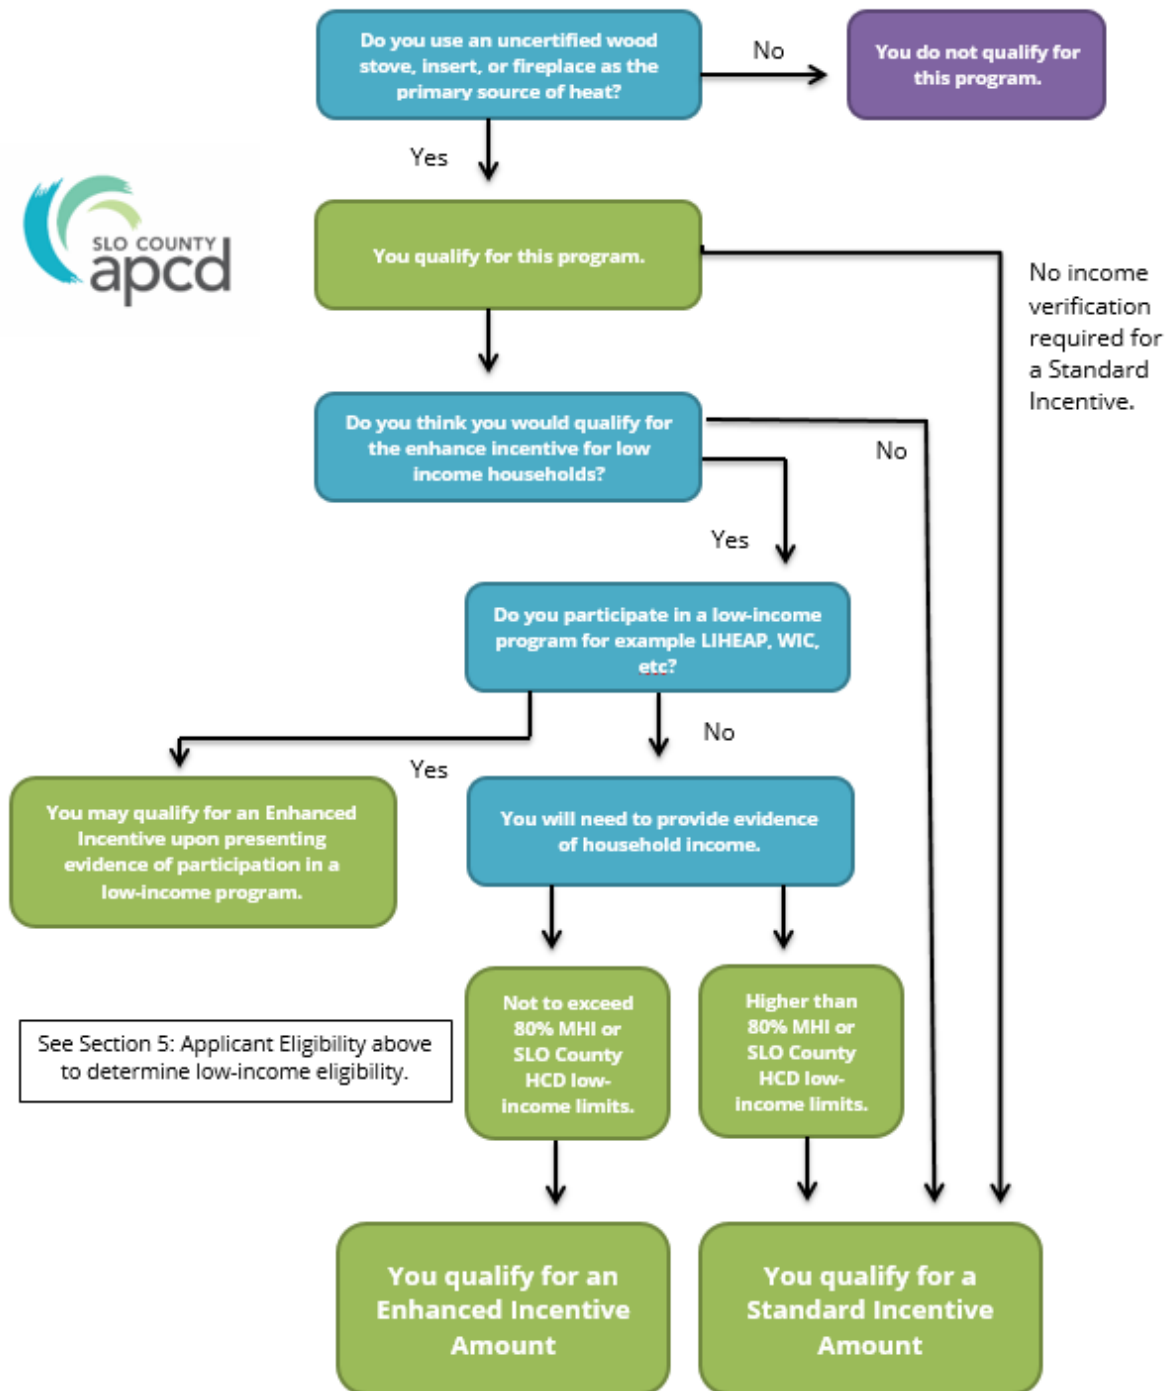 Do you use an uncertified wood
stove, insert, or fireplace as the
primary source of heat?
No
You do not qualify for
this program.
Yes
SLO COUNTY
apcd
You qualify for this program.
No income
verification
required for
a Standard
Incentive.
Do you think you would qualify for
the enhance incentive for low
income households?
No
Yes
Do you participate in a low-income
program for example LIHEAP, WIC,
etc?
No
Yes
You may qualify for an Enhanced
Incentive upon presenting
evidence of participation in a
low-income program.
You will need to provide evidence
of household income.
See Section 5: Applicant Eligibility above
to determine low-income eligibility.
Not to exceed
80% MHI or
SLO County
HCD low-
income limits.
Higher than
80% MHI or
SLO County
HCD low-
income limits.
You qualify for an
Enhanced Incentive
Amount
You qualify for a
Standard Incentive
Amount